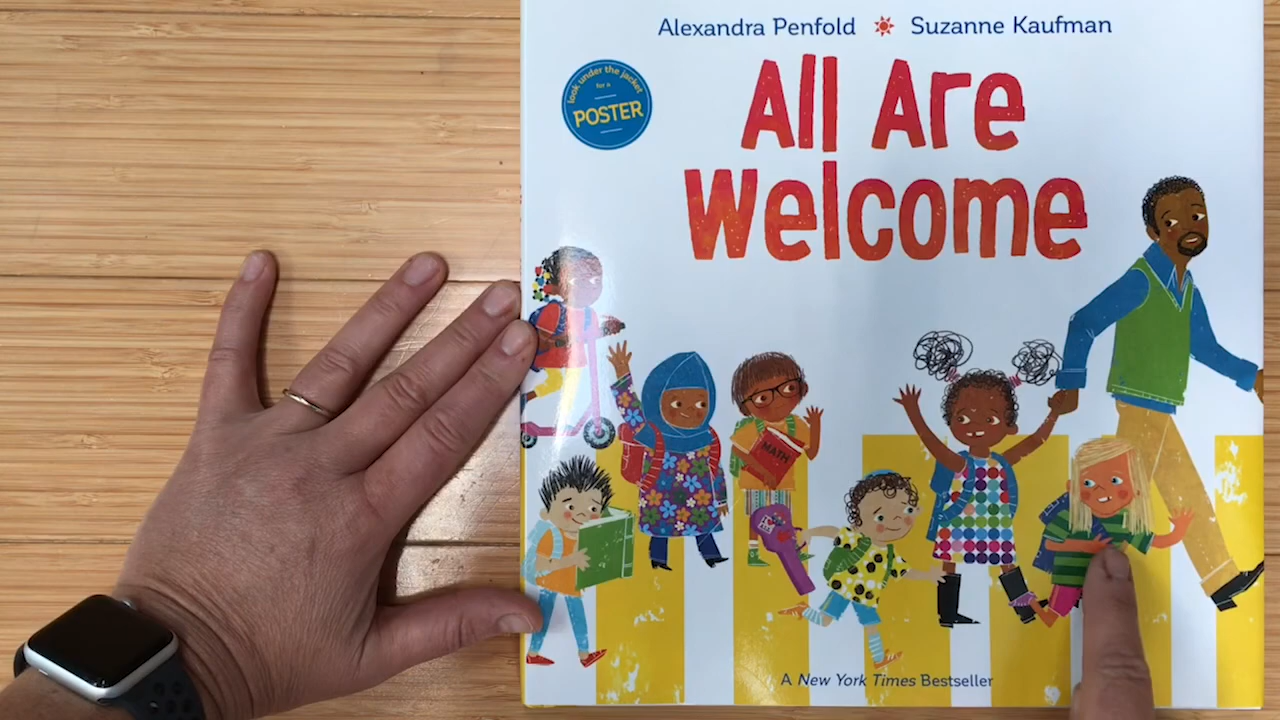 Alexandra Penfold Suzanne Kaufman
All Are
Welcome
look under the jacket
for a
POSTER
MATH
A New York Times Bestseller